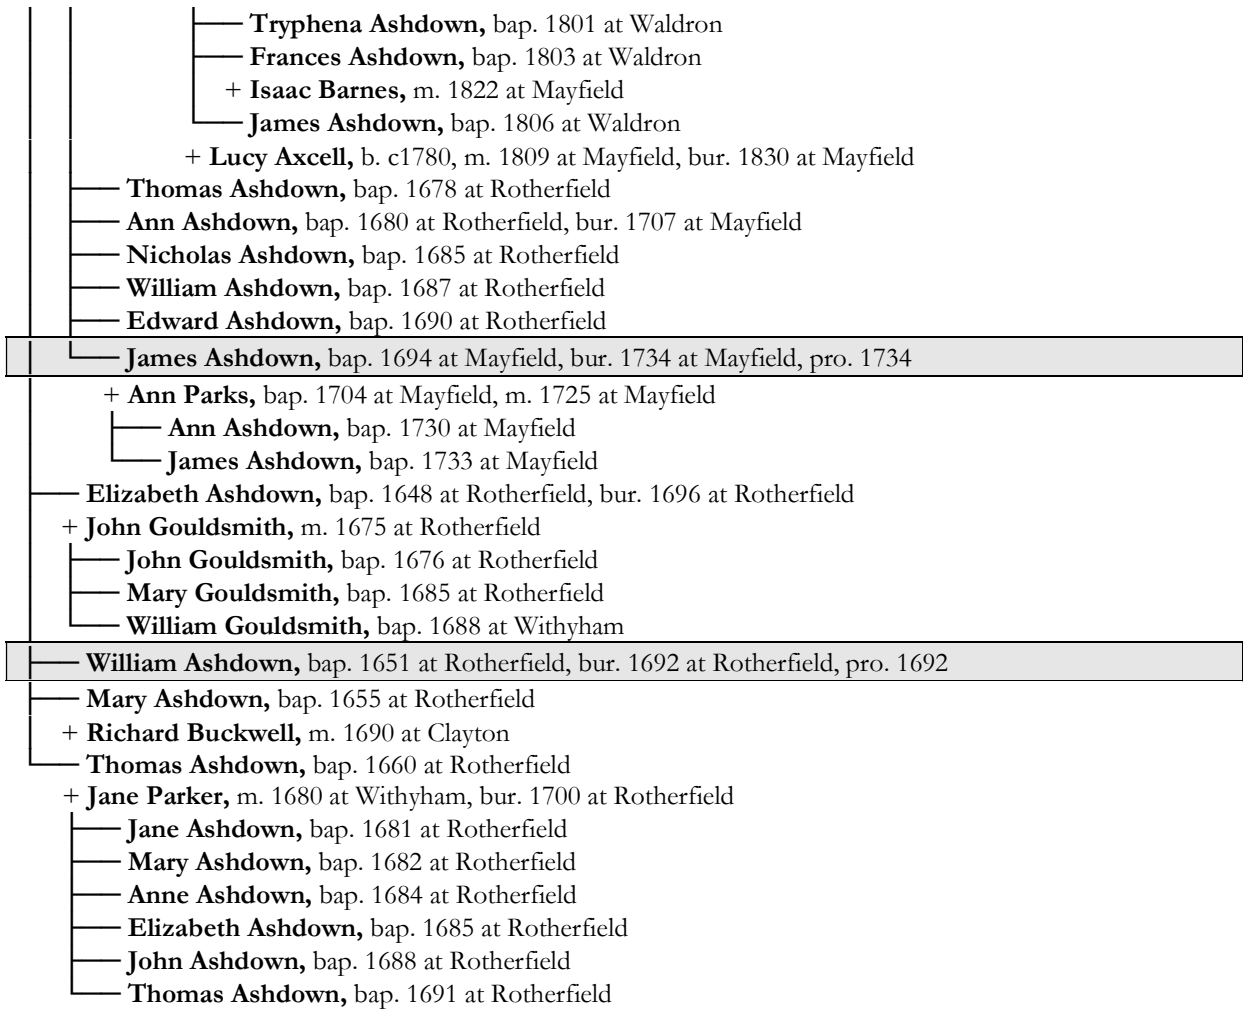 Tryphena Ashdown, bap. 1801 at Waldron
Frances Ashdown, bap. 1803 at Waldron
+ Isaac Barnes, m. 1822 at Mayfield
James Ashdown, bap. 1806 at Waldron
+ Lucy Axcell, b. c1780, m. 1809 at Mayfield, bur. 1830 at Mayfield
Thomas Ashdown, bap. 1678 at Rotherfield
Ann Ashdown, bap. 1680 at Rotherfield, bur. 1707 at Mayfield
Nicholas Ashdown, bap. 1685 at Rotherfield
William Ashdown, bap. 1687 at Rotherfield
Edward Ashdown, bap. 1690 at Rotherfield
James Ashdown, bap. 1694 at Mayfield, bur. 1734 at Mayfield, pro. 1734
+ Ann Parks, bap. 1704 at Mayfield, m. 1725 at Mayfield
Ann Ashdown, bap. 1730 at Mayfield
James Ashdown, bap. 1733 at Mayfield
Elizabeth Ashdown, bap. 1648 at Rotherfield, bur. 1696 at Rotherfield
+ John Gouldsmith, m. 1675 at Rotherfield
John Gouldsmith, bap. 1676 at Rotherfield
Mary Gouldsmith, bap. 1685 at Rotherfield
William Gouldsmith, bap. 1688 at Withyham
William Ashdown, bap. 1651 at Rotherfield, bur. 1692 at Rotherfield, pro. 1692
Mary Ashdown, bap. 1655 at Rotherfield
+ Richard Buckwell, m. 1690 at Clayton
Thomas Ashdown, bap. 1660 at Rotherfield
+ Jane Parker, m. 1680 at Withyham, bur. 1700 at Rotherfield
Jane Ashdown, bap. 1681 at Rotherfield
Mary Ashdown, bap. 1682 at Rotherfield
Anne Ashdown, bap. 1684 at Rotherfield
Elizabeth Ashdown, bap. 1685 at Rotherfield
John Ashdown, bap. 1688 at Rotherfield
Thomas Ashdown, bap. 1691 at Rotherfield